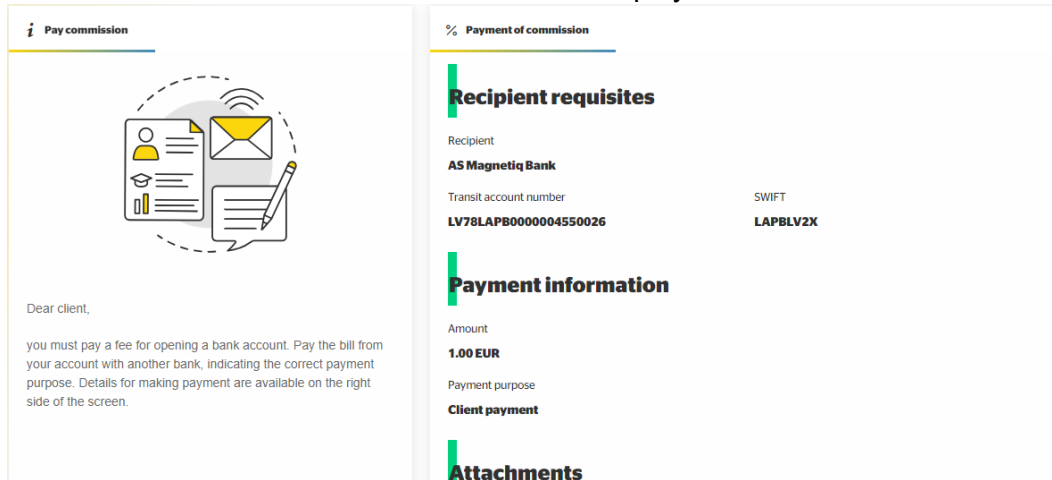 Pay commission
Dear client,
you must pay a fee for opening a bank account. Pay the bill from
your account with another bank, indicating the correct payment
purpose. Details for making payment are available on the right
side of the screen.
% Payment of commission
Recipient requisites
Recipient
AS Magnetiq Bank
Transit account number
SWIFT
LV78LAPB0000004550026
LAPBLV2X
Payment information
Amount
1.00 EUR
Payment purpose
Client payment
Attachments